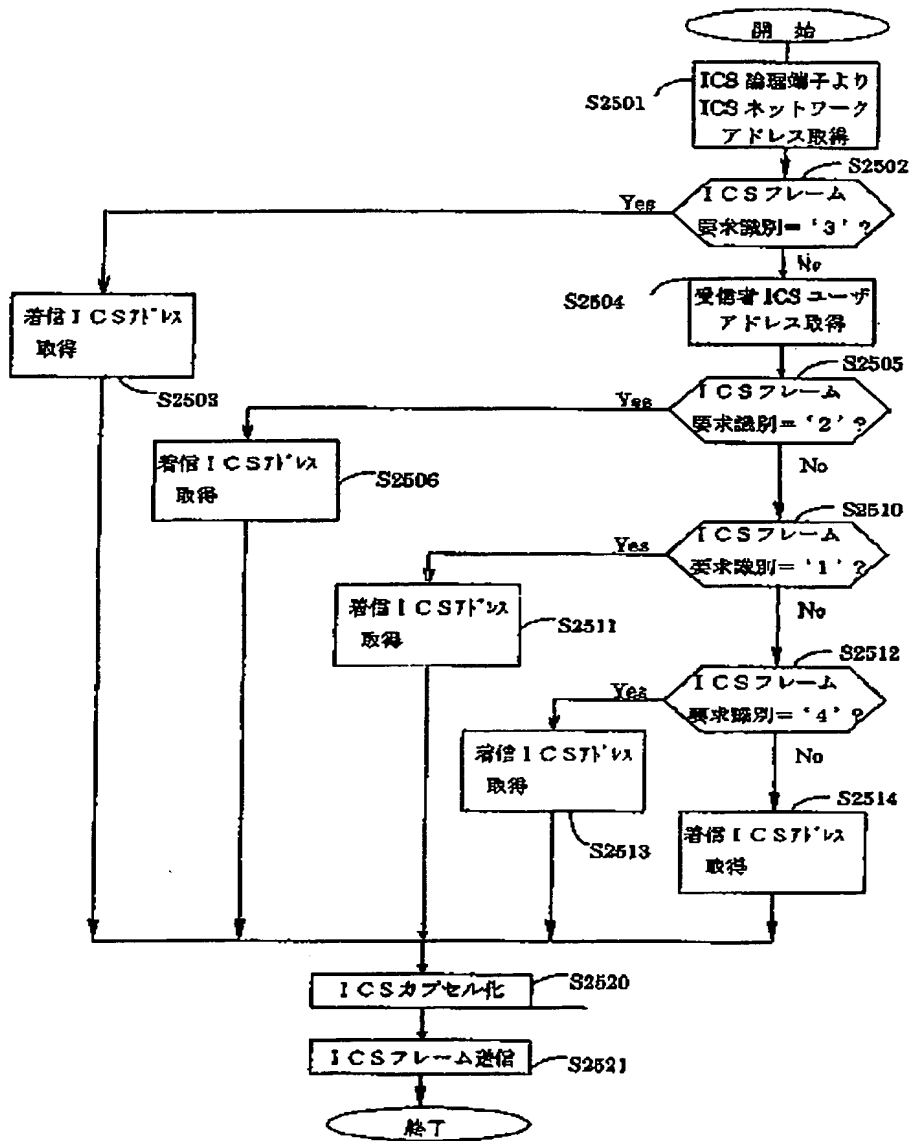 開 始
S2501
ICS 論理端子より
ICS ネットワーク
アドレス取得
S2502
ICSフレーム
要求識別=‘3’?
Yes
No
着信ICSアドレス
取得
S2503
S2504
受信者ICSユーザ
アドレス取得
S2505
ICSフレーム
要求識別=‘2’?
Yes
No
着信ICSアドレス
取得
S2506
S2510
ICSフレーム
要求識別=‘1’?
Yes
No
着信ICSアドレス
取得
S2511
S2512
ICSフレーム
要求識別=‘4’?
Yes
No
着信ICSアドレス
取得
S2513
S2514
着信ICSアドレス
取得
ICSカプセル化
S2520
ICSフレーム送信
S2521
終了